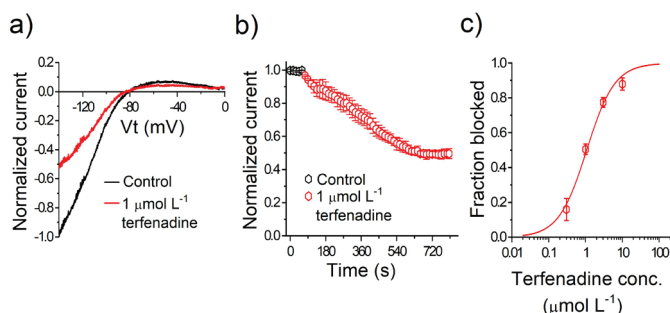 a)
Normalized current
0.2
0.0
-0.2
-0.4
-0.6
-0.8
-1.0
-120
-80
-40
0
Vt (mV)
Control
1 µmol L⁻¹
terfenadine
b)
Normalized current
1.0
0.8
0.6
0.4
0.2
0.0
0
180
360
540
720
Time (s)
Control
1 µmol L⁻¹
terfenadine
c)
Fraction blocked
1.0
0.8
0.6
0.4
0.2
0.0
0.01
0.1
1
10
100
Terfenadine conc.
(µmol L⁻¹)